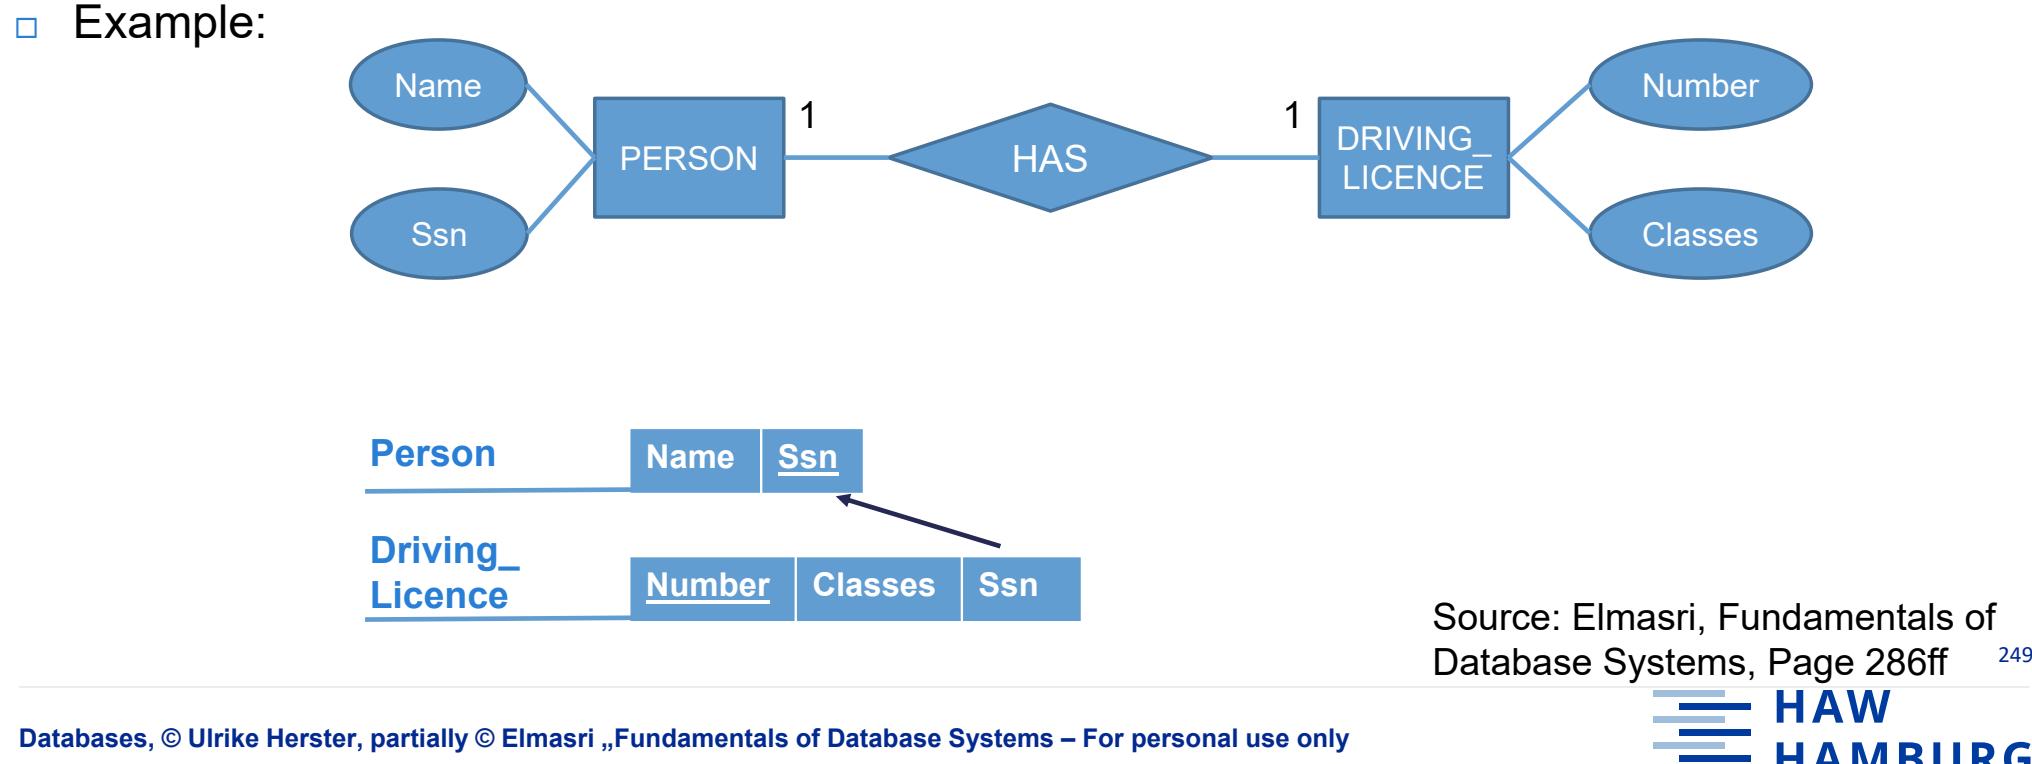 Example:
Name
Ssn
PERSON
1
HAS
1
DRIVING_
LICENCE
Number
Classes
Person
Name
Ssn
Driving_
Licence
Number
Classes
Ssn
Source: Elmasri, Fundamentals of
Database Systems, Page 286ff
249
Databases, © Ulrike Herster, partially © Elmasri „Fundamentals of Database Systems – For personal use only
HAW
HAMBURG